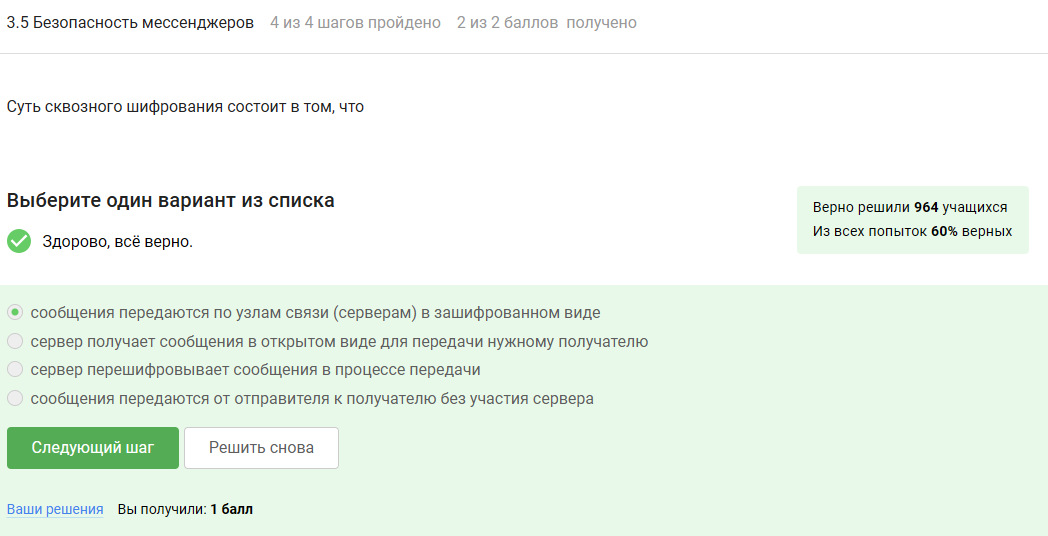 3.5 Безопасность мессенджеров 4 из 4 шагов пройдено 2 из 2 баллов получено
Суть сквозного шифрования состоит в том, что
Выберите один вариант из списка
Здорово, всё верно.
Верно решили 964 учащихся
Из всех попыток 60% верных
сообщения передаются по узлам связи (серверам) в зашифрованном виде
сервер получает сообщения в открытом виде для передачи нужному получателю
сервер перешифровывает сообщения в процессе передачи
сообщения передаются от отправителя к получателю без участия сервера
Следующий шаг Решить снова
Ваши решения Вы получили: 1 балл